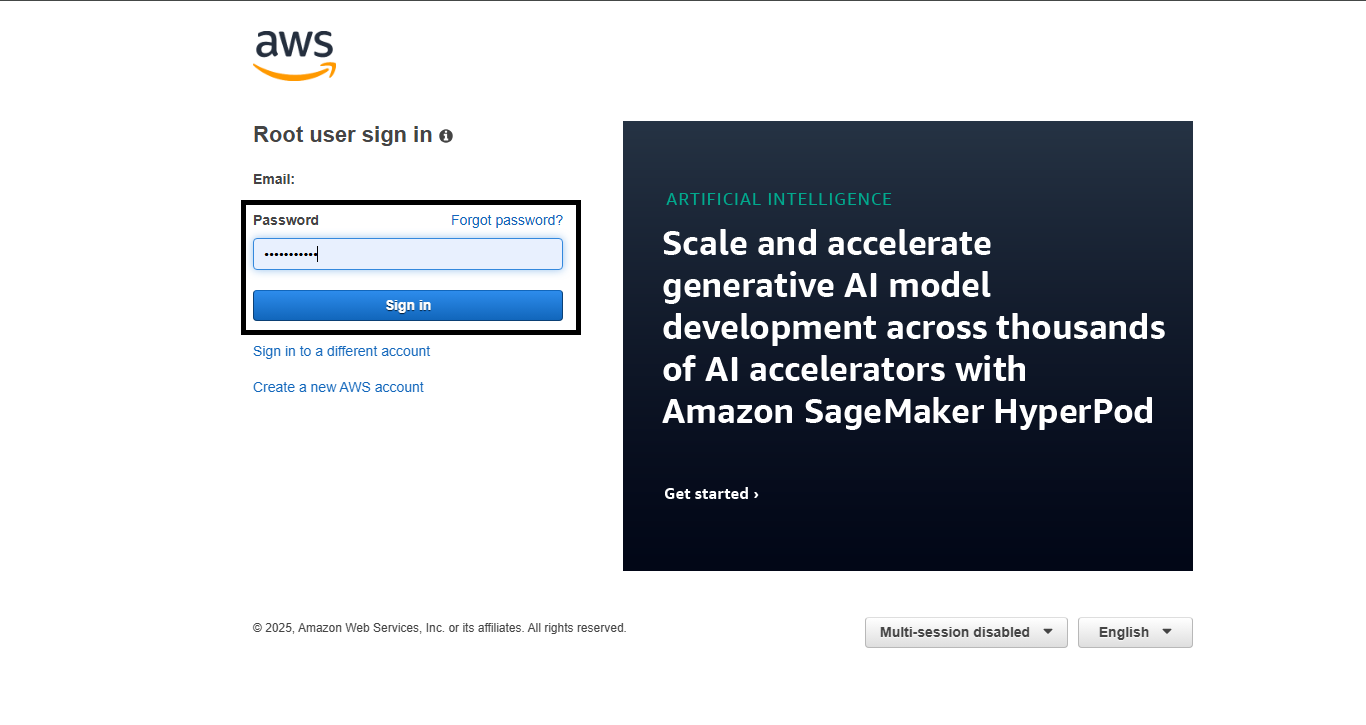 aws
Root user sign in
Email:
Password Forgot password?
•••••••••••
Sign in
Sign in to a different account
Create a new AWS account
ARTIFICIAL INTELLIGENCE
Scale and accelerate
generative AI model
development across thousands
of AI accelerators with
Amazon SageMaker HyperPod
Get started ›
© 2025, Amazon Web Services, Inc. or its affiliates. All rights reserved.
Multi-session disabled
English